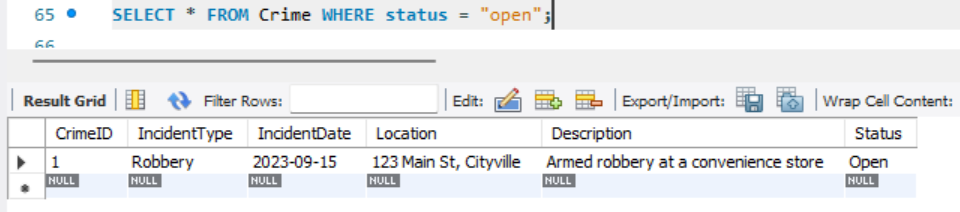 65 SELECT * FROM Crime WHERE status = "open";
66
Result Grid Filter Rows: Edit: Export/Import: Wrap Cell Content:
CrimeID IncidentType IncidentDate Location Description Status
1 Robbery 2023-09-15 123 Main St, Cityville Armed robbery at a convenience store Open
NULL NULL NULL NULL NULL NULL